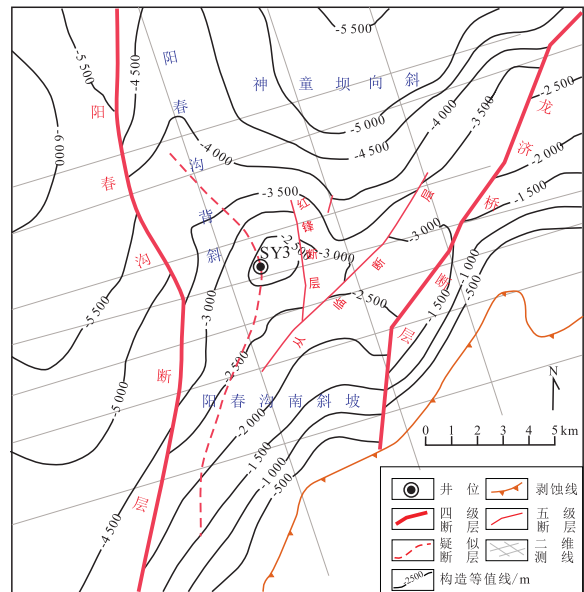 -5 500
-5 500
-4 500
-6 000
-5 500
-5 000
-4 500
-4 000
-5 000
-4 500
-4 000
-3 500
-3 500
-3 000
-3 000
-3 000
-2 500
-2 500
-2 500
-2 500
-2 000
-1 500
-1 000
-500
-1 500
-2 000
-1 500
-1 000
-500
阳春沟断层
阳春沟背斜
神童坝向斜
红锋断层
断层
龙济桥断层
SY3
阳春沟南斜坡
N
0 1 2 3 4 5 km
井 位
剥蚀线
四 级
断 层
五 级
断 层
疑 似
断 层
二 维
测 线
-2500
构造等值线/m